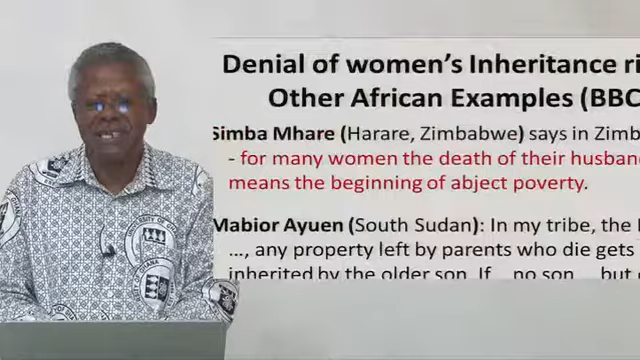 Denial of women's Inheritance ri
Other African Examples (BBC
Simba Mhare (Harare, Zimbabwe) says in Zimb
- for many women the death of their husban
means the beginning of abject poverty.
Mabior Ayuen (South Sudan): In my tribe, the
…, any property left by parents who die gets
inherited by the older son. If .. no son ... but